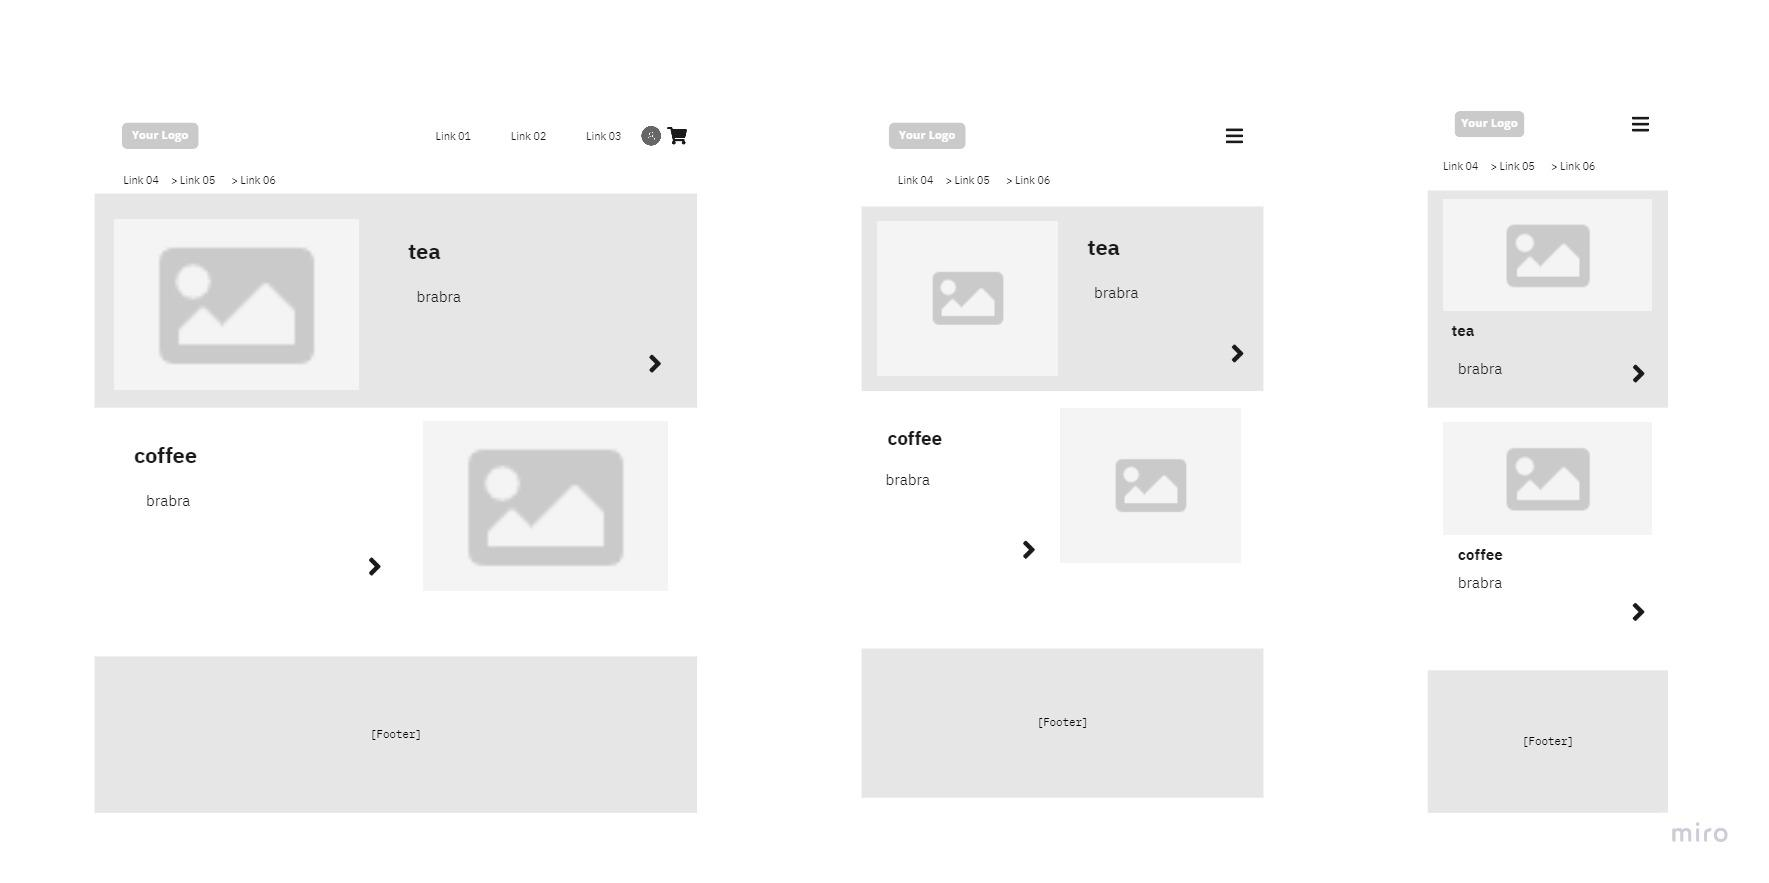 Your Logo
Link 01 Link 02 Link 03
Link 04 > Link 05 > Link 06
tea
brabra
coffee
brabra
[Footer]
Your Logo
Link 04 > Link 05 > Link 06
tea
brabra
coffee
brabra
[Footer]
Your Logo
Link 04 > Link 05 > Link 06
tea
brabra
coffee
brabra
[Footer]
miro